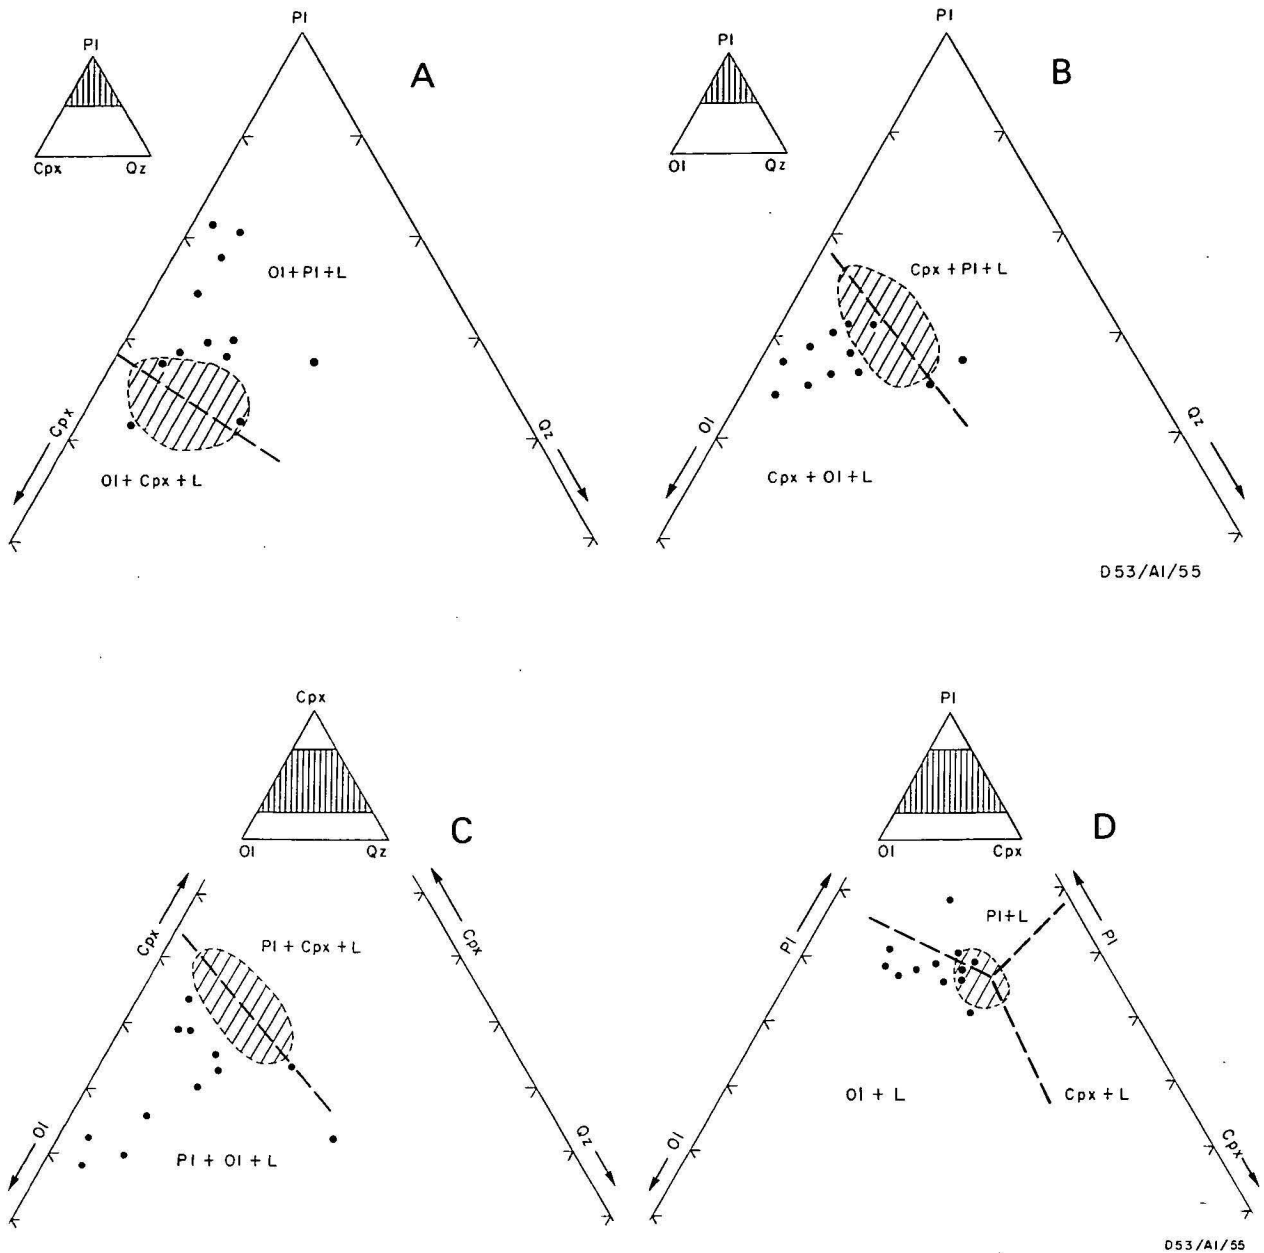 Pl
Pl
A
Cpx Qz
Ol+Pl+L
Cpx
Qz
Ol+Cpx+L
Pl
Pl
B
Ol Qz
Cpx+Pl+L
Ol
Qz
Cpx+Ol+L
D53/A1/55
Cpx
C
Ol Qz
Cpx
Cpx
Pl+Cpx+L
Ol
Qz
Pl+Ol+L
Pl
D
Ol Cpx
Pl
Pl
Pl+L
Ol+L
Cpx+L
Ol
Cpx
D53/A1/55